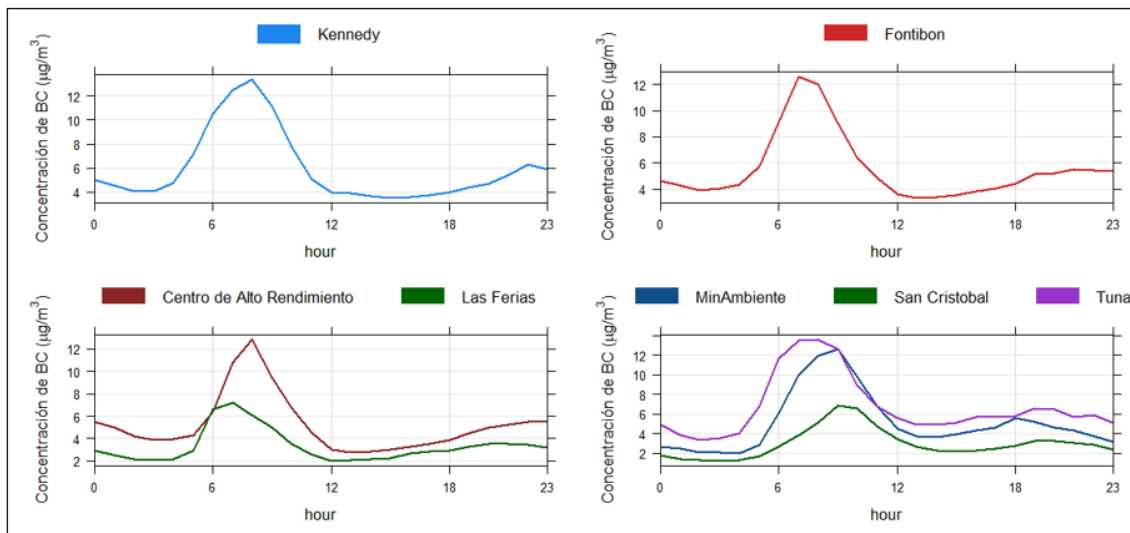 Kennedy
Concentración de BC (μg/m³)
12
10
8
6
4
0
6
12
18
23
hour
Fontibon
Concentración de BC (μg/m³)
12
10
8
6
4
0
6
12
18
23
hour
Centro de Alto Rendimiento
Las Ferias
Concentración de BC (μg/m³)
12
10
8
6
4
2
0
6
12
18
23
hour
MinAmbiente
San Cristobal
Tuna
Concentración de BC (μg/m³)
12
10
8
6
4
2
0
6
12
18
23
hour